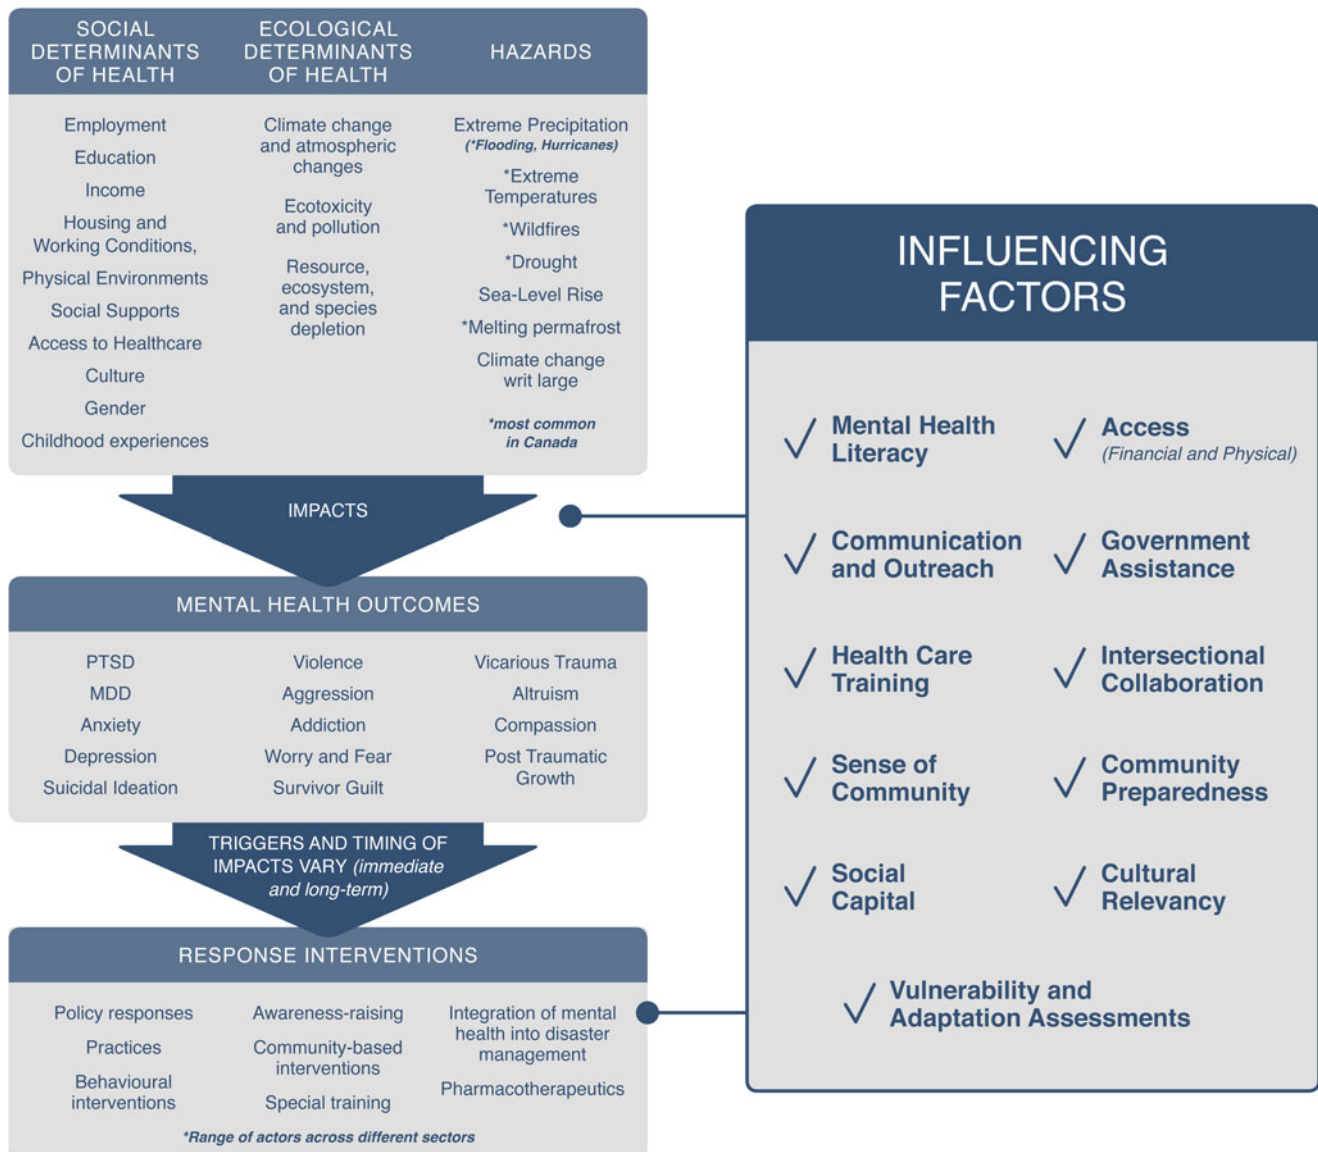 SOCIAL
DETERMINANTS
OF HEALTH
Employment
Education
Income
Housing and
Working Conditions,
Physical Environments
Social Supports
Access to Healthcare
Culture
Gender
Childhood experiences
ECOLOGICAL
DETERMINANTS
OF HEALTH
Climate change
and atmospheric
changes
Ecotoxicity
and pollution
Resource,
ecosystem,
and species
depletion
HAZARDS
Extreme Precipitation
(*Flooding, Hurricanes)
*Extreme
Temperatures
*Wildfires
*Drought
Sea-Level Rise
*Melting permafrost
Climate change
writ large
*most common
in Canada
IMPACTS
MENTAL HEALTH OUTCOMES
PTSD
MDD
Anxiety
Depression
Suicidal Ideation
Violence
Aggression
Addiction
Worry and Fear
Survivor Guilt
Vicarious Trauma
Altruism
Compassion
Post Traumatic
Growth
TRIGGERS AND TIMING OF
IMPACTS VARY (immediate
and long-term)
RESPONSE INTERVENTIONS
Policy responses
Practices
Behavioural
interventions
Awareness-raising
Community-based
interventions
Special training
Integration of mental
health into disaster
management
Pharmacotherapeutics
*Range of actors across different sectors
INFLUENCING
FACTORS
Mental Health
Literacy
Access
(Financial and Physical)
Communication
and Outreach
Government
Assistance
Health Care
Training
Intersectional
Collaboration
Sense of
Community
Community
Preparedness
Social
Capital
Cultural
Relevancy
Vulnerability and
Adaptation Assessments